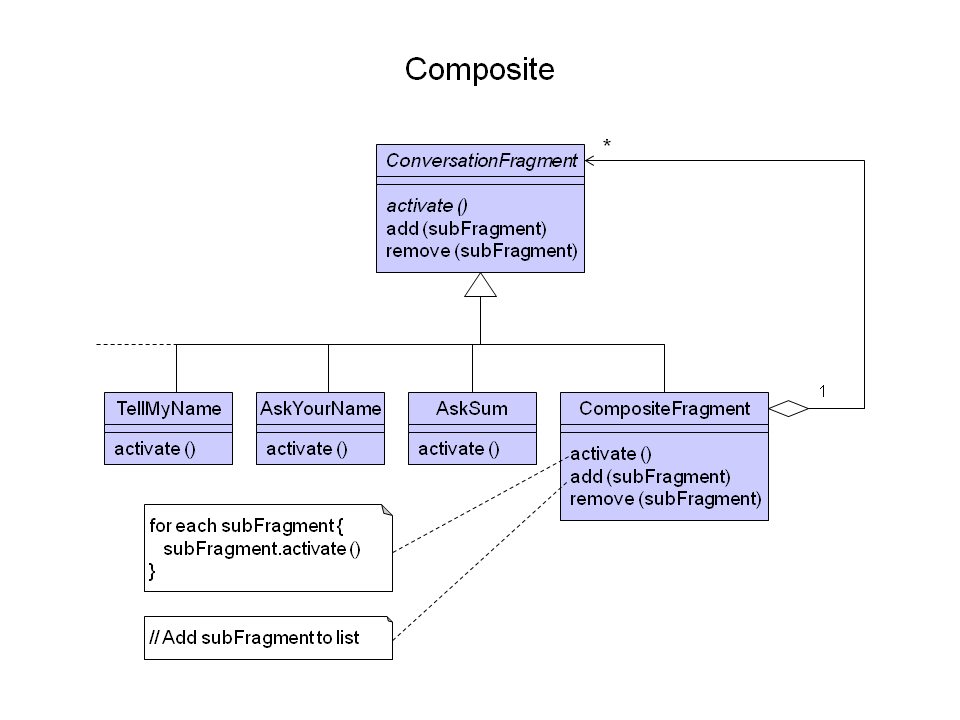 Composite
*
ConversationFragment
activate ()
add (subFragment)
remove (subFragment)
1
TellMyName
activate ()
AskYourName
activate ()
AskSum
activate ()
CompositeFragment
activate ()
add (subFragment)
remove (subFragment)
for each subFragment {
subFragment.activate ()
}
// Add subFragment to list